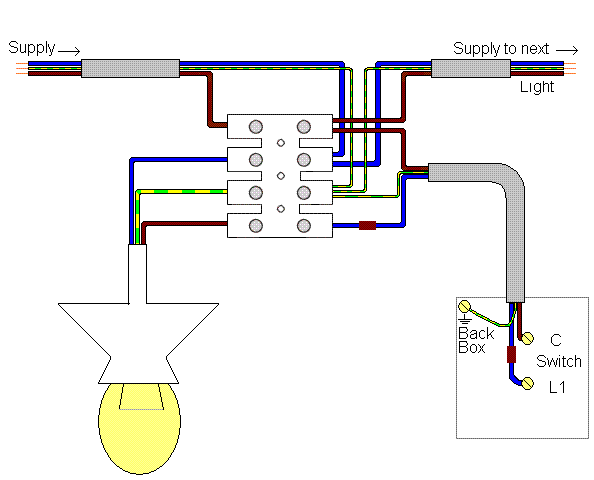 Supply
Supply to next
Light
Back
Box
C
Switch
L1